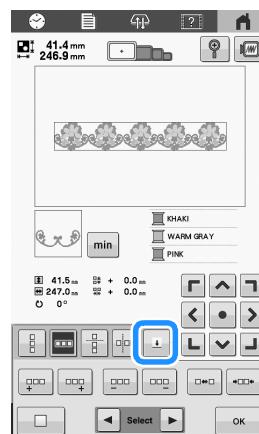 ?
41.4 mm
246.9 mm
KHAKI
WARM GRAY
PINK
min
41.5 mm + 0.0 mm
247.0 mm + 0.0 mm
0°
Select
OK